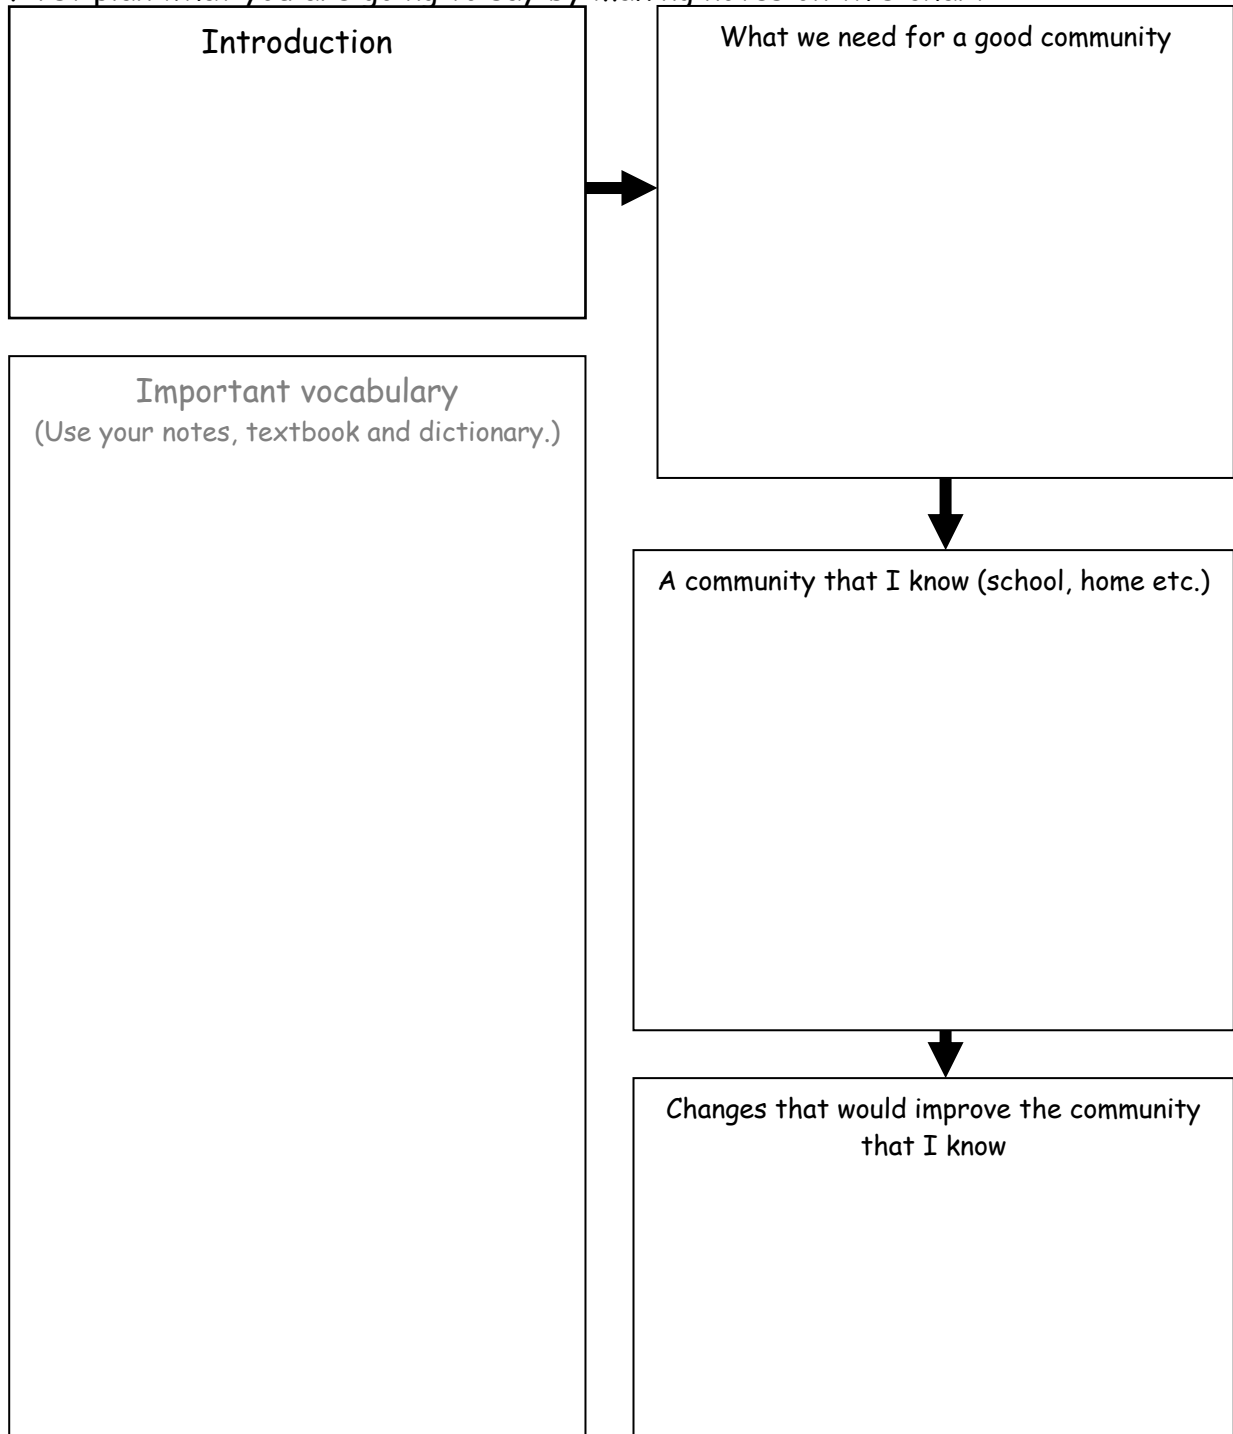 Introduction
What we need for a good community
Important vocabulary
(Use your notes, textbook and dictionary.)
A community that I know (school, home etc.)
Changes that would improve the community
that I know